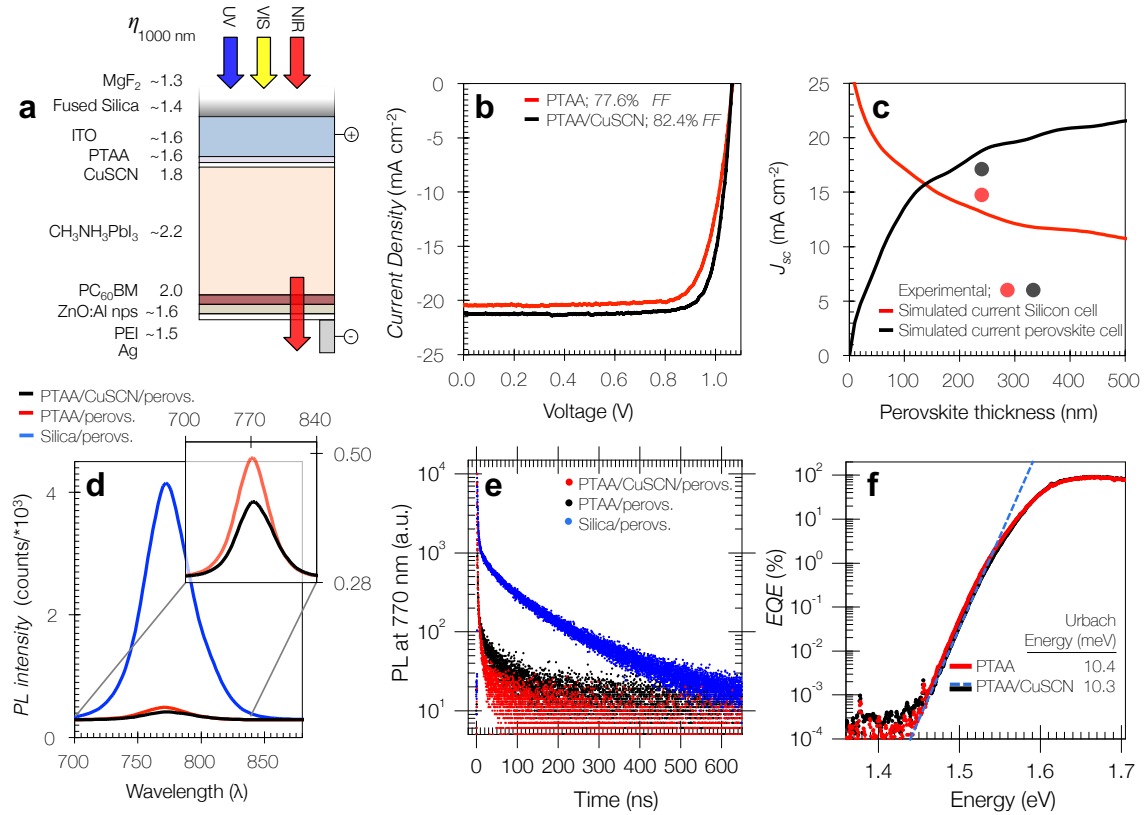 η 1000 nm
UV VIS NIR
a
MgF₂ ~1.3
Fused Silica ~1.4
ITO ~1.6
PTAA ~1.6
CuSCN 1.8
CH₃NH₃PbI₃ ~2.2
PC₆₀BM 2.0
ZnO:Al nps ~1.6
PEI ~1.5
Ag
+
-
b
PTAA; 77.6% FF
PTAA/CuSCN; 82.4% FF
Current Density (mA cm⁻²)
0
-5
-10
-15
-20
-25
0.0 0.2 0.4 0.6 0.8 1.0
Voltage (V)
c
J_sc (mA cm⁻²)
25
20
15
10
5
0
Experimental;
Simulated current Silicon cell
Simulated current perovskite cell
0 100 200 300 400 500
Perovskite thickness (nm)
PTAA/CuSCN/perovs.
PTAA/perovs.
Silica/perovs.
d
700 770 840
0.50
0.28
PL intensity (counts/*10³)
4
2
0
700 750 800 850
Wavelength (λ)
e
0 100 200 300 400 500 600
PTAA/CuSCN/perovs.
PTAA/perovs.
Silica/perovs.
PL at 770 nm (a.u.)
10⁴
10³
10²
10¹
0 100 200 300 400 500 600
Time (ns)
f
EQE (%)
10²
10¹
10⁰
10⁻¹
10⁻²
10⁻³
10⁻⁴
Urbach
Energy (meV)
PTAA 10.4
PTAA/CuSCN 10.3
1.4 1.5 1.6 1.7
Energy (eV)